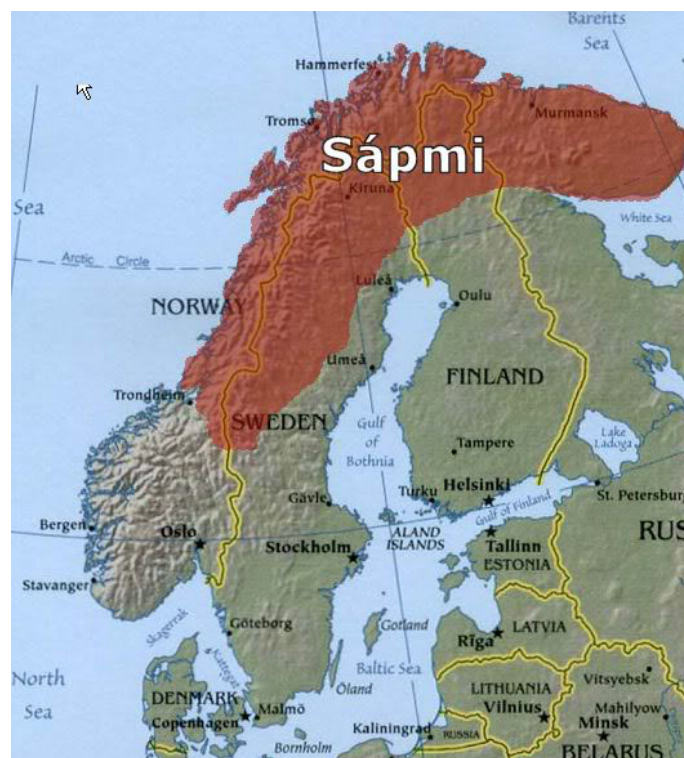 Barents
Sea
Hammerfest
Tromsø
Murmansk
Sápmi
Kiruna
Sea
White Sea
Arctic Circle
Luleå
Oulu
NORWAY
Umeå
FINLAND
Trondheim
SWEDEN
Gulf
of
Bothnia
Lake
Ladoga
Tampere
Helsinki
Turku
Gävle
St. Petersburg
Gulf of Finland
Bergen
Oslo
ALAND
ISLANDS
RUS
Stockholm
Tallinn
ESTONIA
Stavanger
Skagerrak
Göteborg
Gotland
Rīga
LATVIA
Kattegat
Baltic Sea
North
Sea
Öland
LITHUANIA
Vitsyebsk
DENMARK
Malmö
Vilnius
Mahilyow
Copenhagen
Kaliningrad
RUSSIA
Minsk
Bornholm
BELARUS